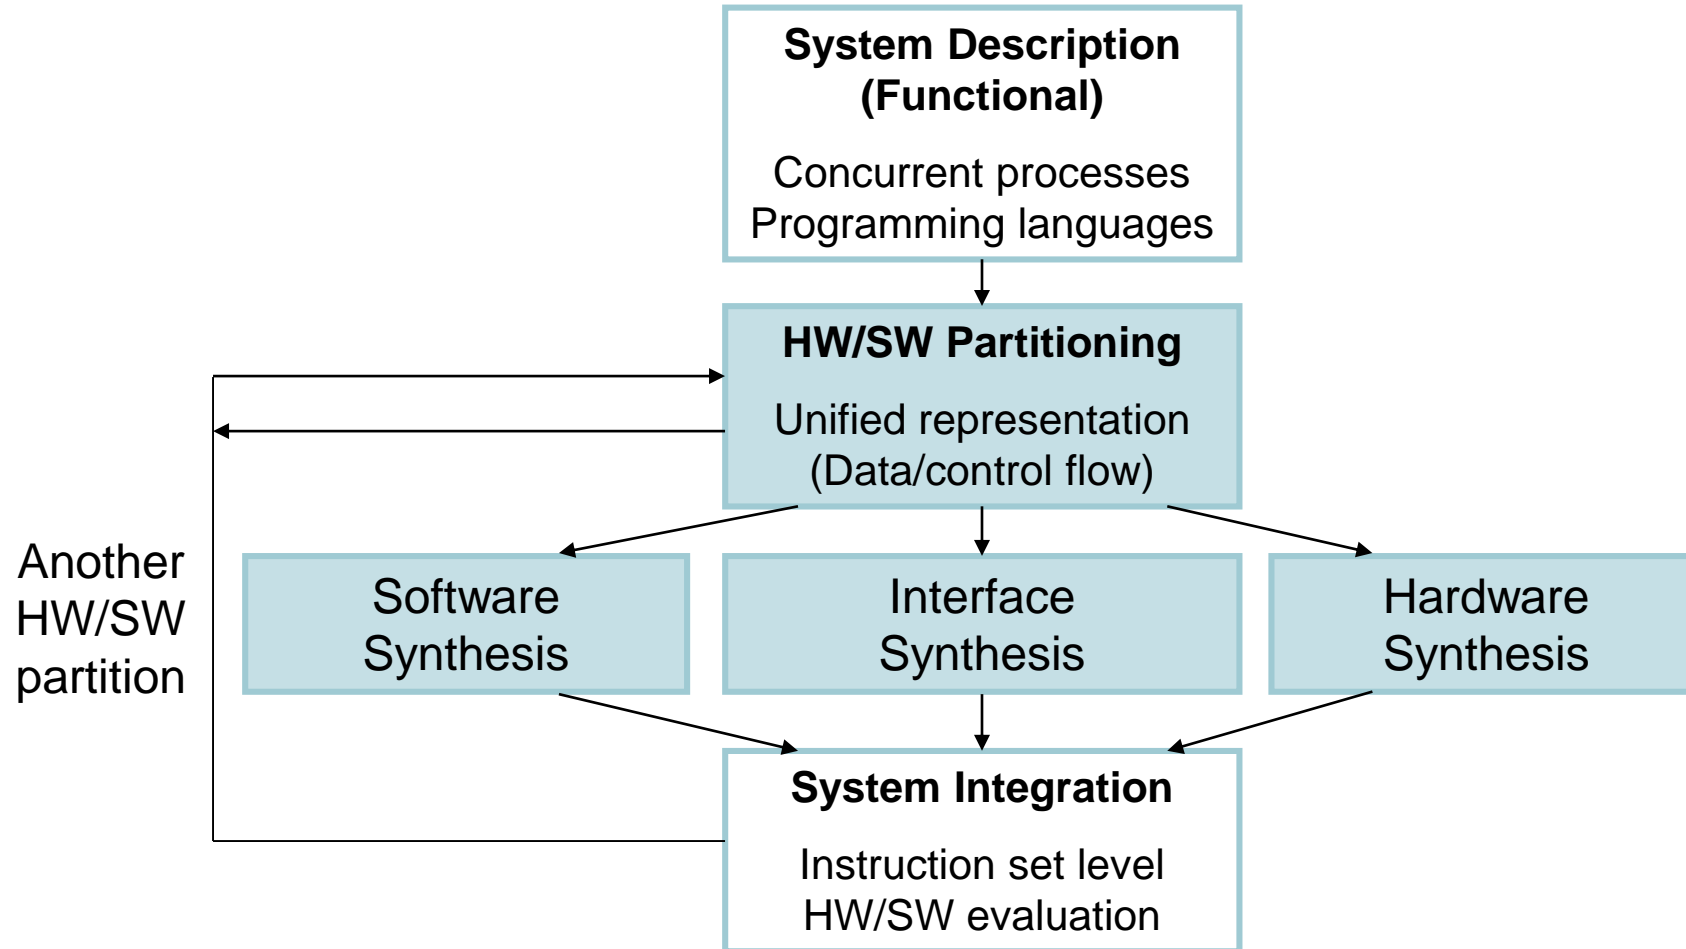 System Description
(Functional)
Concurrent processes
Programming languages
HW/SW Partitioning
Unified representation
(Data/control flow)
Another
HW/SW
partition
Software
Synthesis
Interface
Synthesis
Hardware
Synthesis
System Integration
Instruction set level
HW/SW evaluation